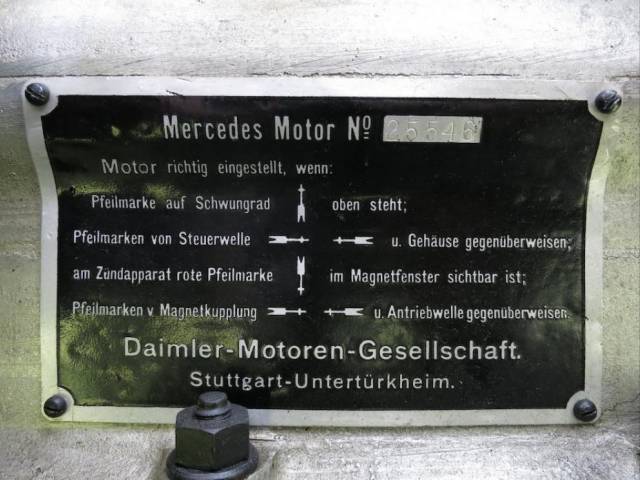 Mercedes Motor Nº 25546
Motor richtig eingestellt, wenn:
Pfeilmarke auf Schwungrad oben steht;
Pfeilmarken von Steuerwelle u. Gehäuse gegenüberweisen;
am Zündapparat rote Pfeilmarke im Magnetfenster sichtbar ist;
Pfeilmarken v. Magnetkupplung u. Antriebwelle gegenüberweisen.
Daimler-Motoren-Gesellschaft.
Stuttgart-Untertürkheim.